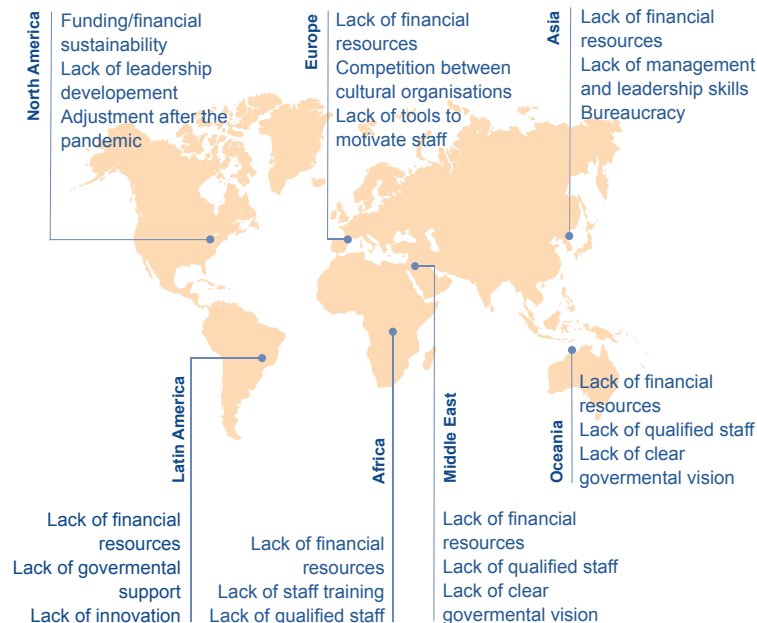 North America
Funding/financial
sustainability
Lack of leadership
developement
Adjustment after the
pandemic
Europe
Lack of financial
resources
Competition between
cultural organisations
Lack of tools to
motivate staff
Asia
Lack of financial
resources
Lack of management
and leadership skills
Bureaucracy
Latin America
Lack of financial
resources
Lack of govermental
support
Lack of innovation
Africa
Lack of financial
resources
Lack of staff training
Lack of qualified staff
Middle East
Lack of financial
resources
Lack of qualified staff
Lack of clear
govermental vision
Oceania
Lack of financial
resources
Lack of qualified staff
Lack of clear
govermental vision